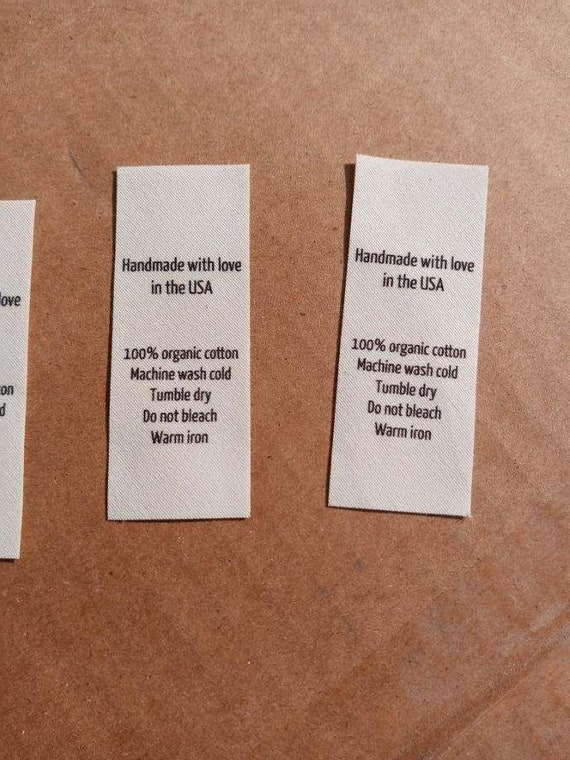 love
on
d
Handmade with love
in the USA
100% organic cotton
Machine wash cold
Tumble dry
Do not bleach
Warm iron
Handmade with love
in the USA
100% organic cotton
Machine wash cold
Tumble dry
Do not bleach
Warm iron